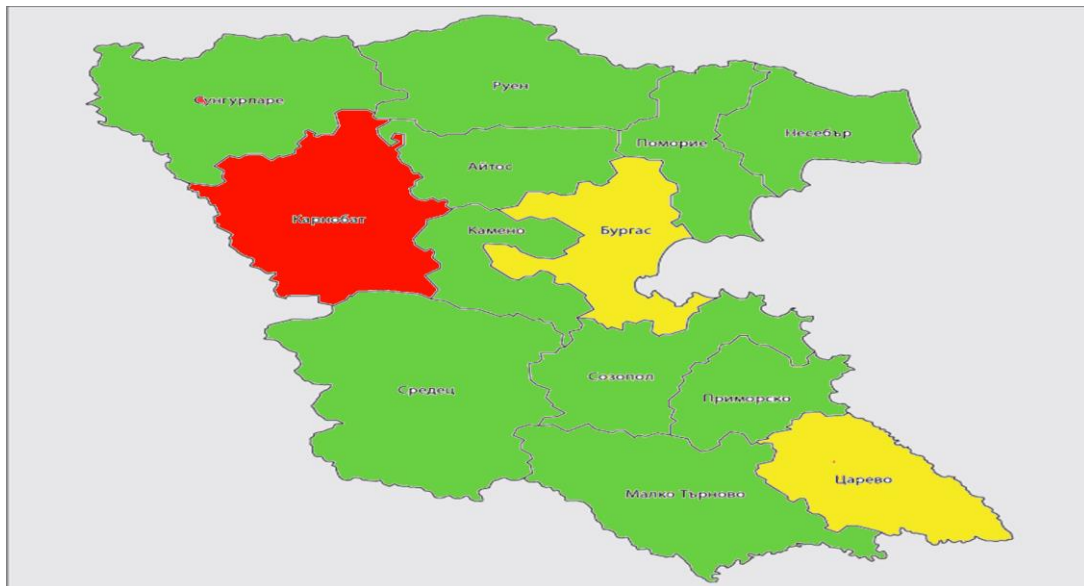 Руен
Сунгурларе
Несебър
Поморие
Айтос
Карнобат
Камено
Бургас
Созопол
Средец
Приморско
Царево
Малко Търново